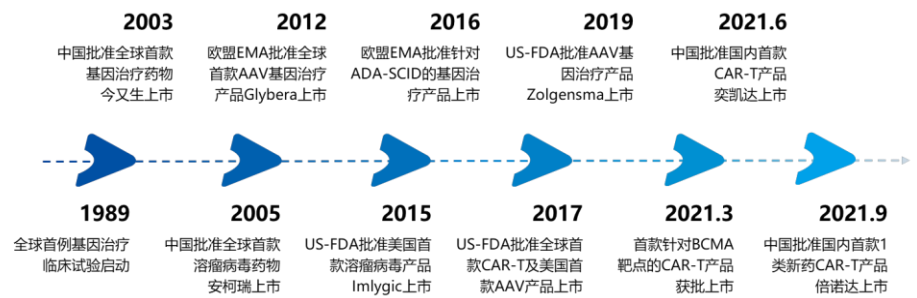 2003
中国批准全球首款
基因治疗药物
今又生上市
2012
欧盟EMA批准全球
首款AAV基因治疗
产品Glybera上市
2016
欧盟EMA批准针对
ADA-SCID的基因治
疗产品上市
2019
US-FDA批准AAV基
因治疗产品
Zolgensma上市
2021.6
中国批准国内首款
CAR-T产品
奕凯达上市
1989
全球首例基因治疗
临床试验启动
2005
中国批准全球首款
溶瘤病毒药物
安柯瑞上市
2015
US-FDA批准美国首
款溶瘤病毒产品
Imlygic上市
2017
US-FDA批准全球首
款CAR-T及美国首
款AAV产品上市
2021.3
首款针对BCMA
靶点的CAR-T产品
获批上市
2021.9
中国批准国内首款1
类新药CAR-T产品
倍诺达上市